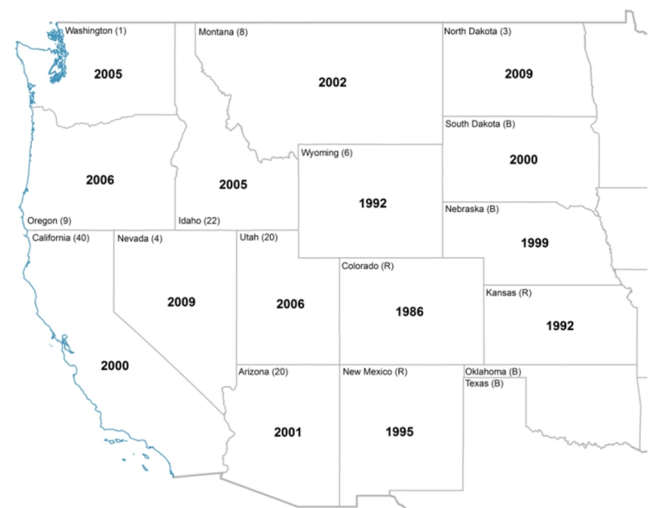 Washington (1)
2005
Montana (8)
2002
North Dakota (3)
2009
South Dakota (B)
2000
Wyoming (6)
1992
2006
Oregon (9)
2005
Idaho (22)
Nebraska (B)
1999
California (40)
2000
Nevada (4)
2009
Utah (20)
2006
Colorado (R)
1986
Kansas (R)
1992
Arizona (20)
2001
New Mexico (R)
1995
Oklahoma (B)
Texas (B)